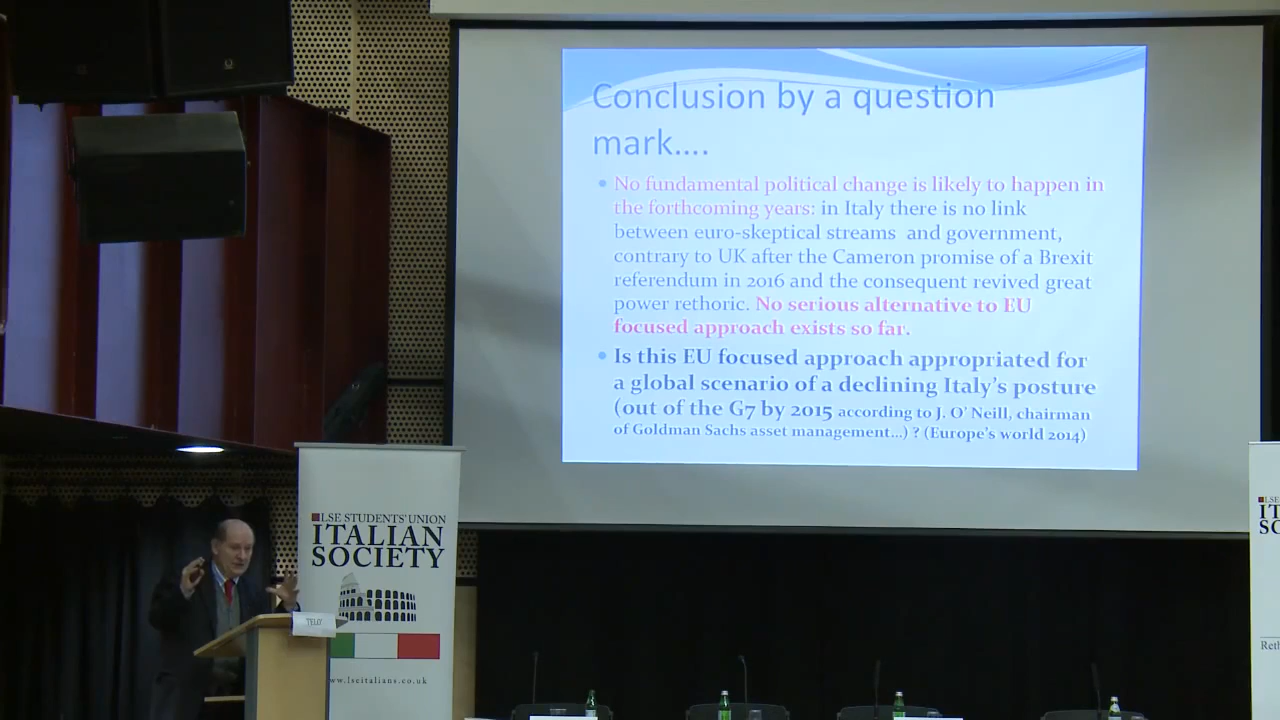 Conclusion by a question
mark....
No fundamental political change is likely to happen in
the forthcoming years: in Italy there is no link
between euro-skeptical streams and government,
contrary to UK after the Cameron promise of a Brexit
referendum in 2016 and the consequent revived great
power rethoric. No serious alternative to EU
focused approach exists so far.
Is this EU focused approach appropriated for
a global scenario of a declining Italy's posture
(out of the G7 by 2015 according to J. O' Neill, chairman
of Goldman Sachs asset management...) ? (Europe's world 2014)
LSE STUDENTS' UNION
ITALIAN
SOCIETY
www.lseitalians.co.uk